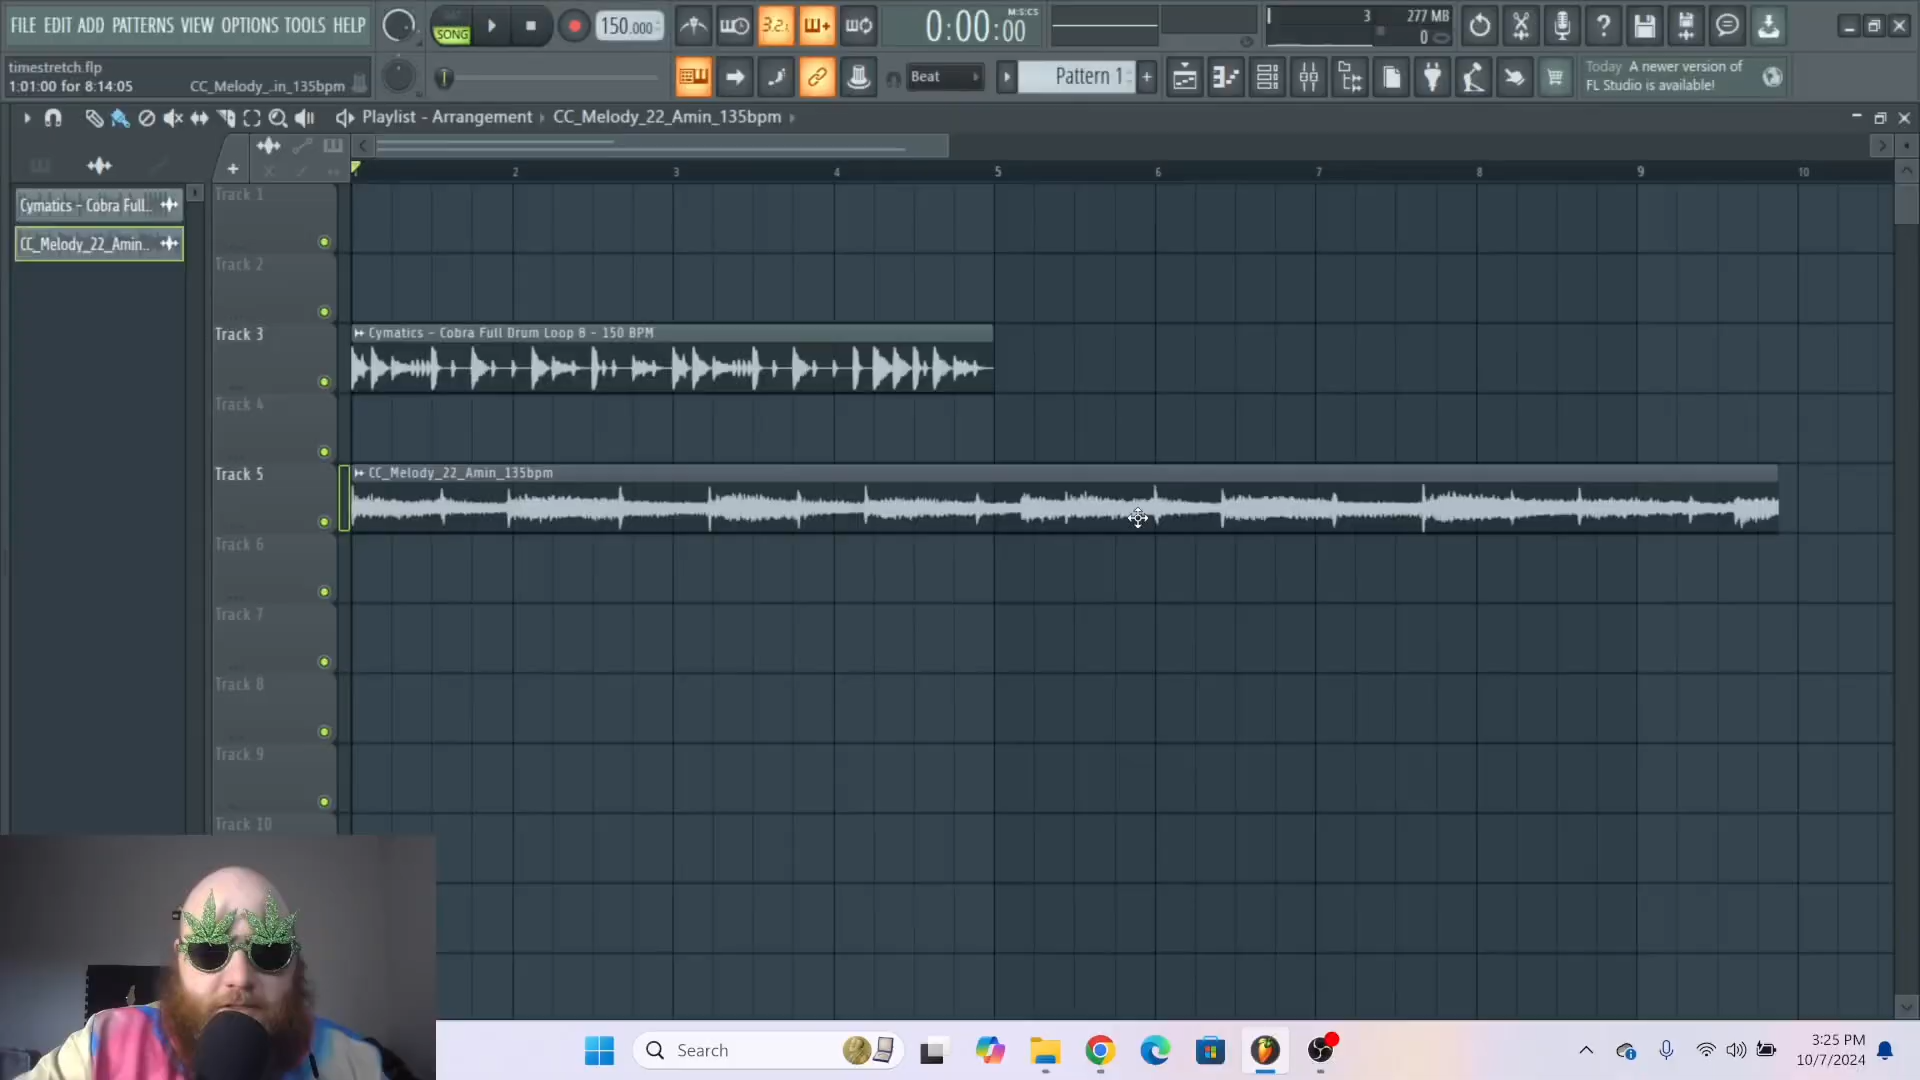 FILE EDIT ADD PATTERNS VIEW OPTIONS TOOLS HELP
SONG
150.000
3.2.
0:00:00
M:S:CS
3
277 MB
0
timestretch.flp
1:01:00 for 8:14:05
CC_Melody_.in_135bpm
Beat
Pattern 1
+
Today A newer version of
FL Studio is available!
Playlist - Arrangement › CC_Melody_22_Amin_135bpm ›
2 3 4 5 6 7 8 9 10
Cymatics - Cobra Full..
CC_Melody_22_Amin..
Track 1
Track 2
Track 3
Cymatics - Cobra Full Drum Loop 8 - 150 BPM
Track 4
Track 5
CC_Melody_22_Amin_135bpm
Track 6
Track 7
Track 8
Track 9
Track 10
Search
3:25 PM
10/7/2024